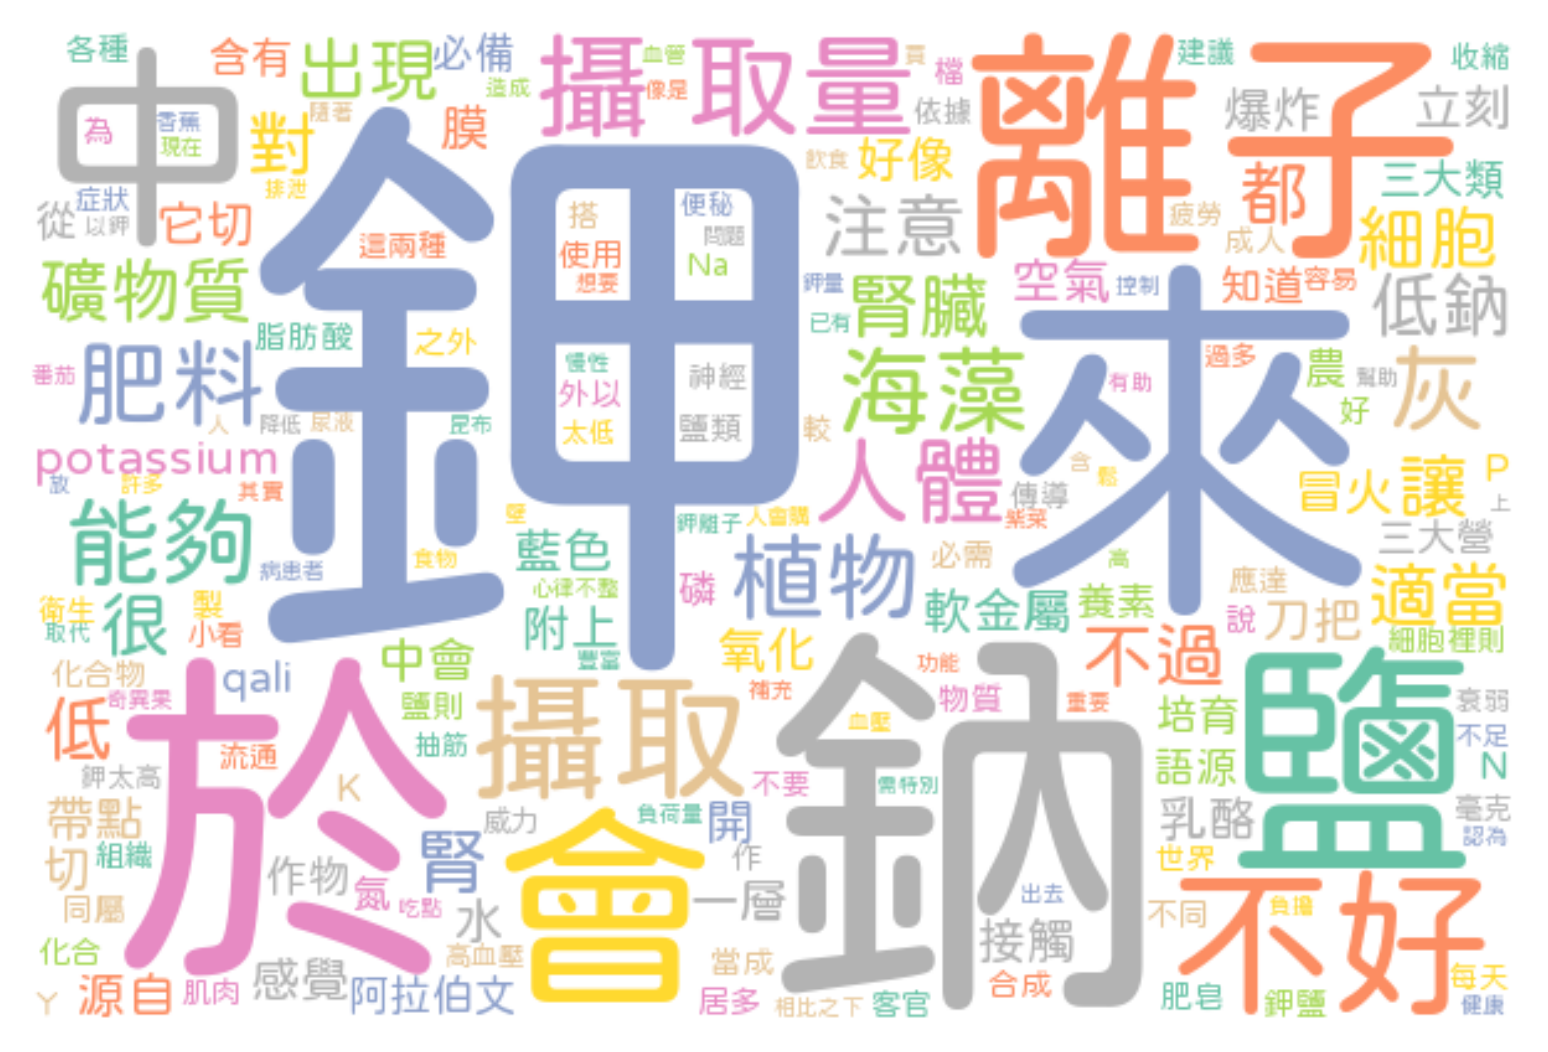 各種
中
為
香蕉
現在
含有
出現
必備
造成
隨著
攝取量
血管
像是
買
檔
依據
離子
建議
收縮
爆炸
立刻
對
膜
排泄
飲食
好像
都
三大類
症狀
以鉀
從
它切
這兩種
鉀
搭
使用
想要
便秘
問題
Na
注意
疲勞
成人
細胞
礦物質
脂肪酸
之外
鉀量
已有
腎臟
空氣
控制
知道
容易
低鈉
來
番茄
肥料
人
降低
尿液
昆布
慢性
外以
太低
神經
鹽類
較
海藻
有助
過多
農
好
幫助
灰
potassium
放
許多
其實
人體
傳導
紫菜
含
鬆
冒火
讓
P
上
能夠
病患者
食物
壁
藍色
心律不整
鉀離子
人會購
磷
植物
必需
高
三大營
應達
適當
衛生
取代
很
製
小看
附上
豐富
氧化
軟金屬
養素
說
刀把
細胞裡則
化合物
奇異果
qali
中會
鹽則
抽筋
低
於
流通
鉀太高
K
攝取
補充
功能
鈉
血壓
物質
重要
不過
培育
語源
鹽
衰弱
不足
N
不要
儒特別
帶點
切
組織
同屬
作物
氮
吃點
腎
威力
負荷量
開
作
會
一層
水
出去
接觸
合成
乳酪
世界
毫克
認為
不同
負擔
不好
化合
Y
源自
肌肉
感覺
阿拉伯文
高血壓
當成
居多
相比之下
客官
肥皂
鉀鹽
每天
健康